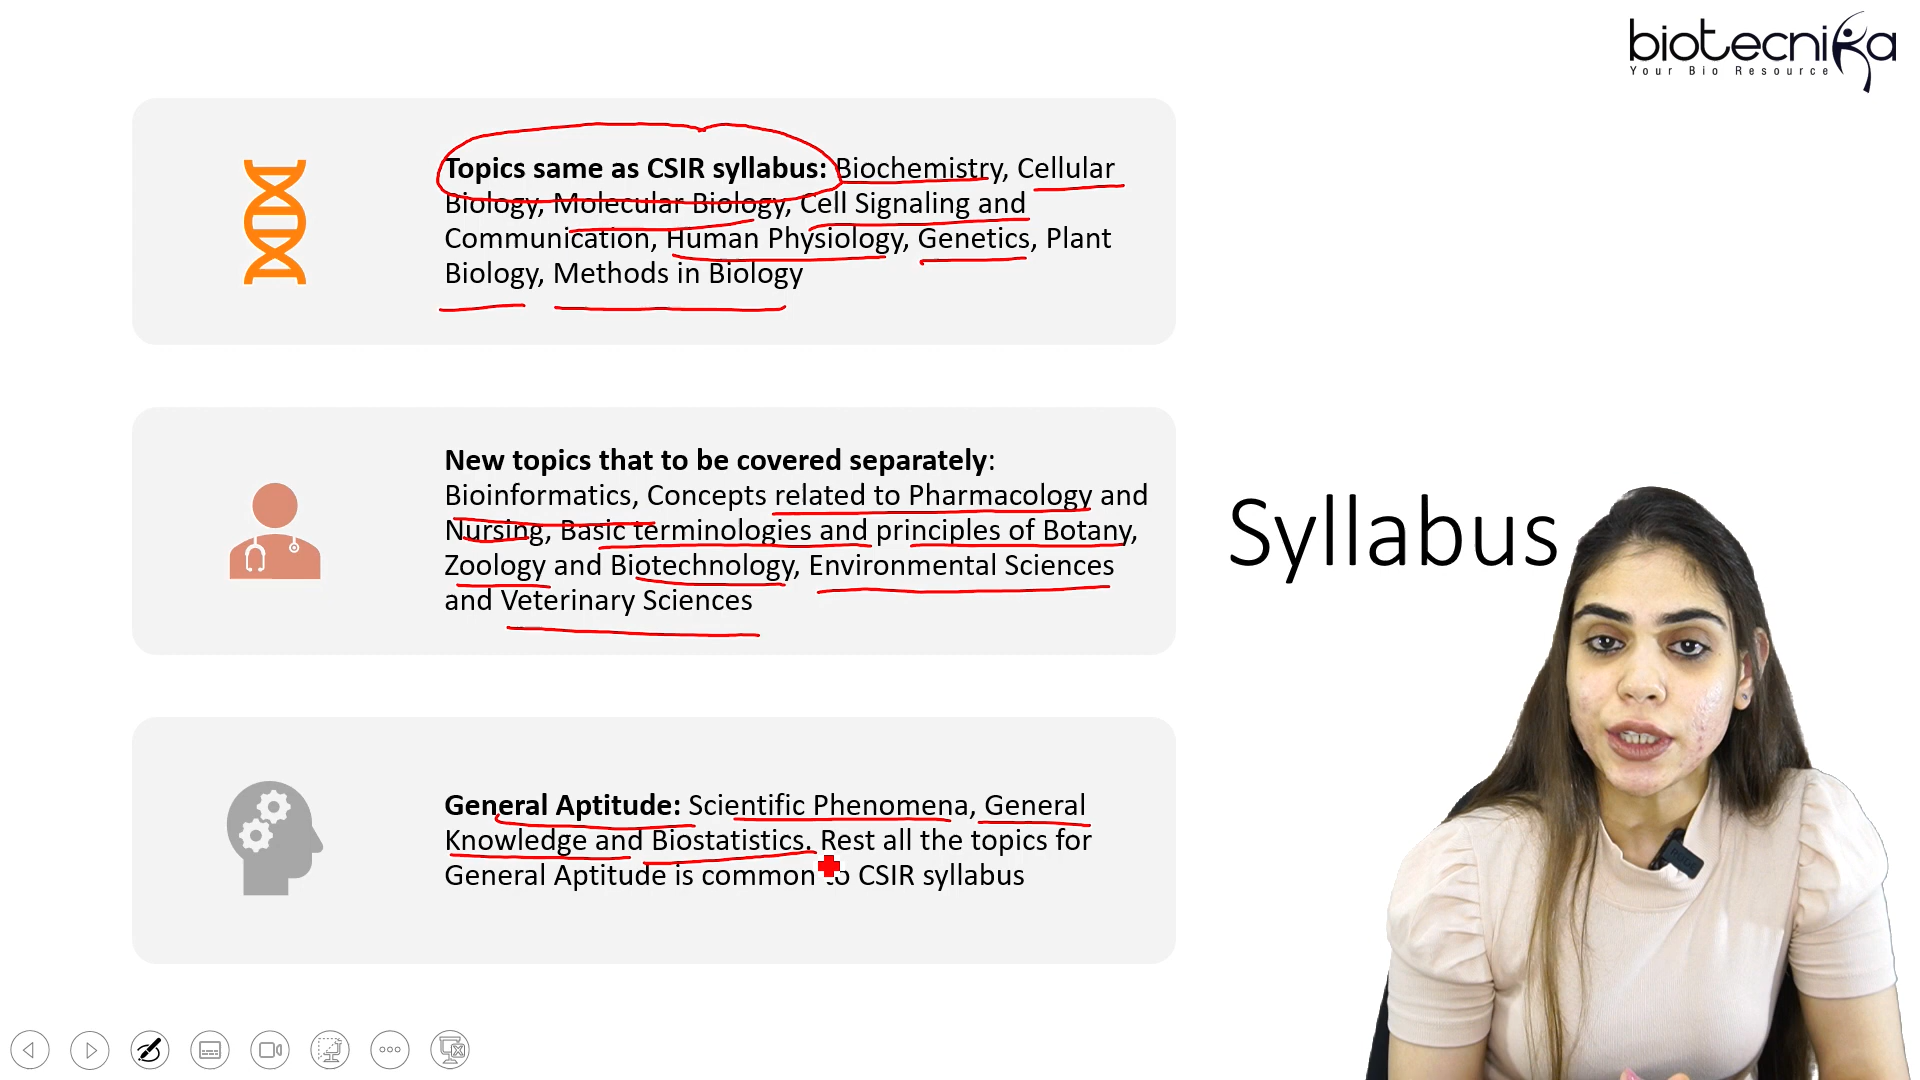 biotecnika
Your Bio Resource
Topics same as CSIR syllabus: Biochemistry, Cellular
Biology, Molecular Biology, Cell Signaling and
Communication, Human Physiology, Genetics, Plant
Biology, Methods in Biology
New topics that to be covered separately:
Bioinformatics, Concepts related to Pharmacology and
Nursing, Basic terminologies and principles of Botany,
Zoology and Biotechnology, Environmental Sciences
and Veterinary Sciences
Syllabus
General Aptitude: Scientific Phenomena, General
Knowledge and Biostatistics. Rest all the topics for
General Aptitude is common to CSIR syllabus